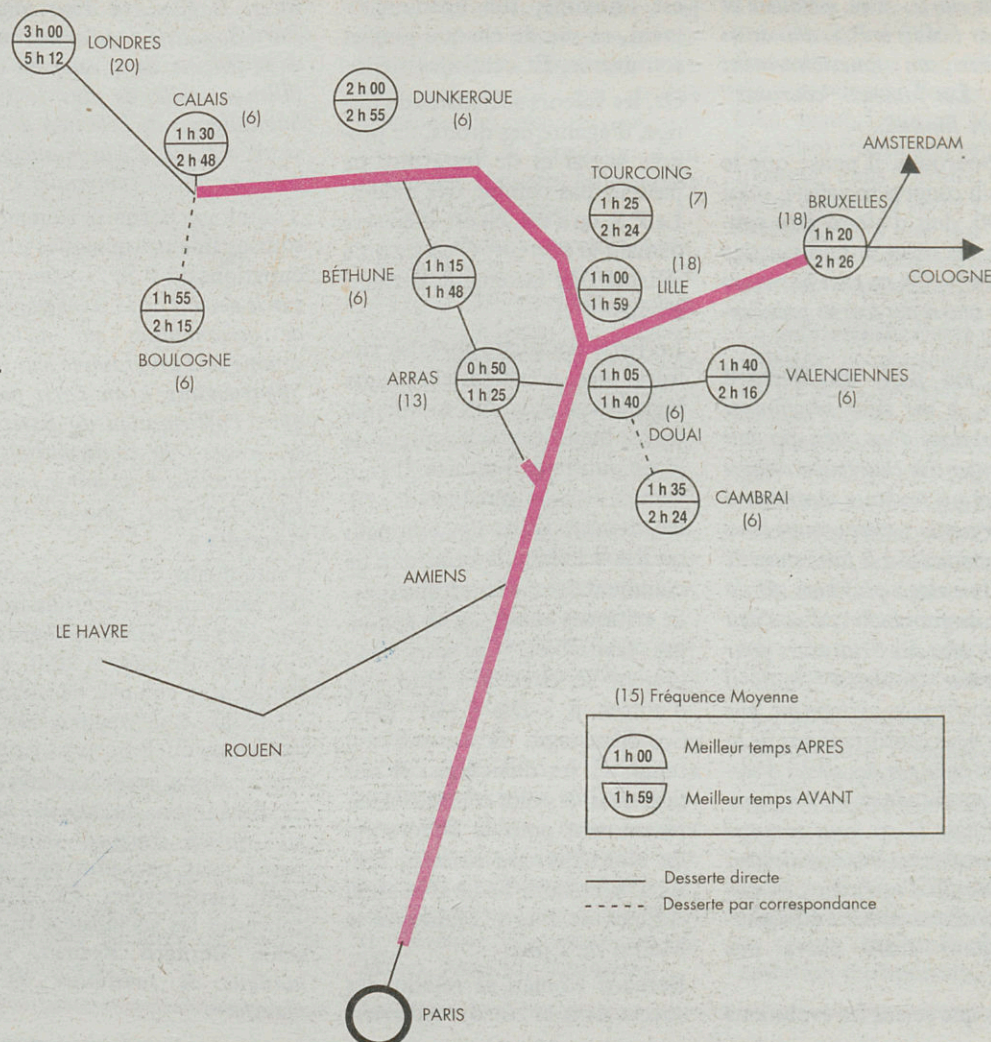 3 h 00
5 h 12
LONDRES
(20)
CALAIS
(6)
1 h 30
2 h 48
2 h 00
2 h 55
DUNKERQUE
(6)
AMSTERDAM
TOURCOING
(7)
1 h 25
2 h 24
BRUXELLES
(18)
1 h 20
2 h 26
COLOGNE
BÉTHUNE
(6)
1 h 15
1 h 48
(18)
LILLE
1 h 00
1 h 59
1 h 55
2 h 15
BOULOGNE
(6)
ARRAS
(13)
0 h 50
1 h 25
1 h 05
1 h 40
(6)
DOUAI
1 h 40
2 h 16
VALENCIENNES
(6)
1 h 35
2 h 24
CAMBRAI
(6)
AMIENS
LE HAVRE
ROUEN
(15) Fréquence Moyenne
1 h 00
Meilleur temps APRES
1 h 59
Meilleur temps AVANT
Desserte directe
Desserte par correspondance
PARIS